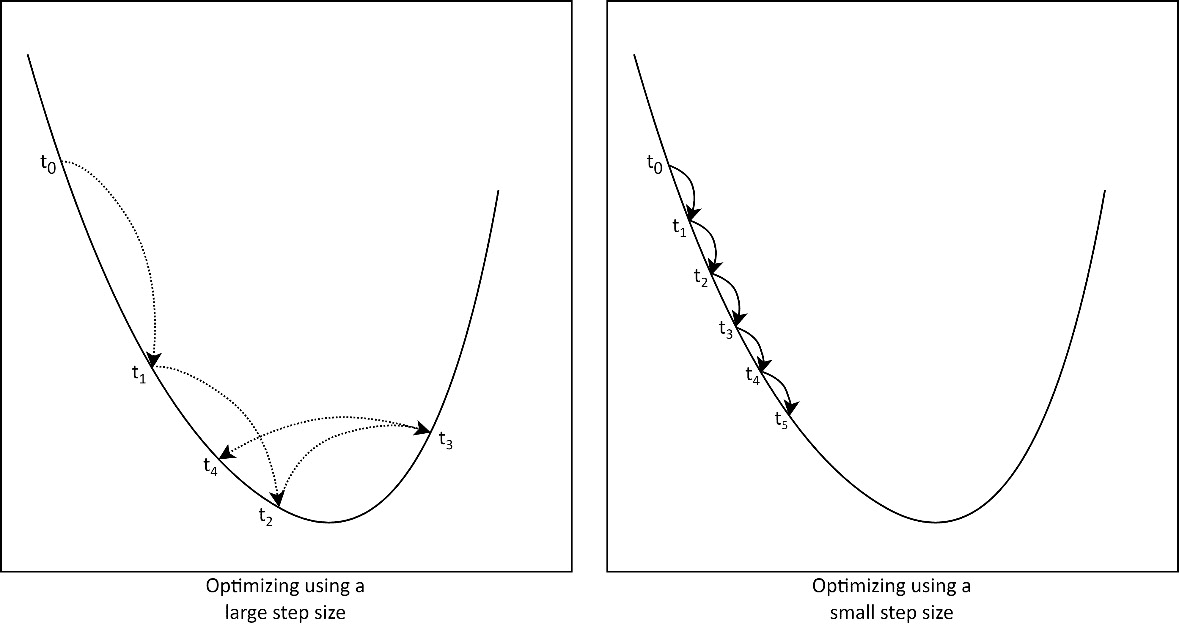 t0
t1
t4
t2
t3
Optimizing using a
large step size
t0
t1
t2
t3
t4
t5
Optimizing using a
small step size